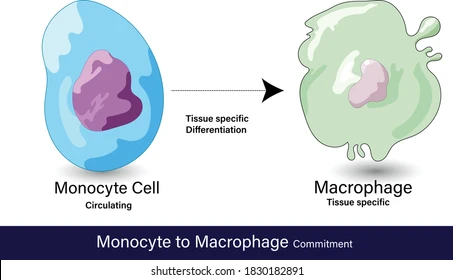 Tissue specific
Differentiation
Monocyte Cell
Circulating
Macrophage
Tissue specific
Monocyte to Macrophage Commitment
shutterstock.com · 1830182891